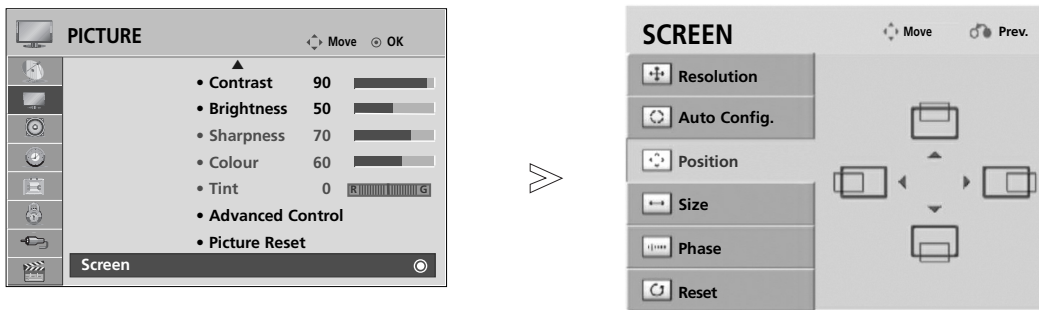 PICTURE
Move OK
• Contrast 90
• Brightness 50
• Sharpness 70
• Colour 60
• Tint 0 R G
• Advanced Control
• Picture Reset
Screen
SCREEN
Move Prev.
Resolution
Auto Config.
Position
Size
Phase
Reset